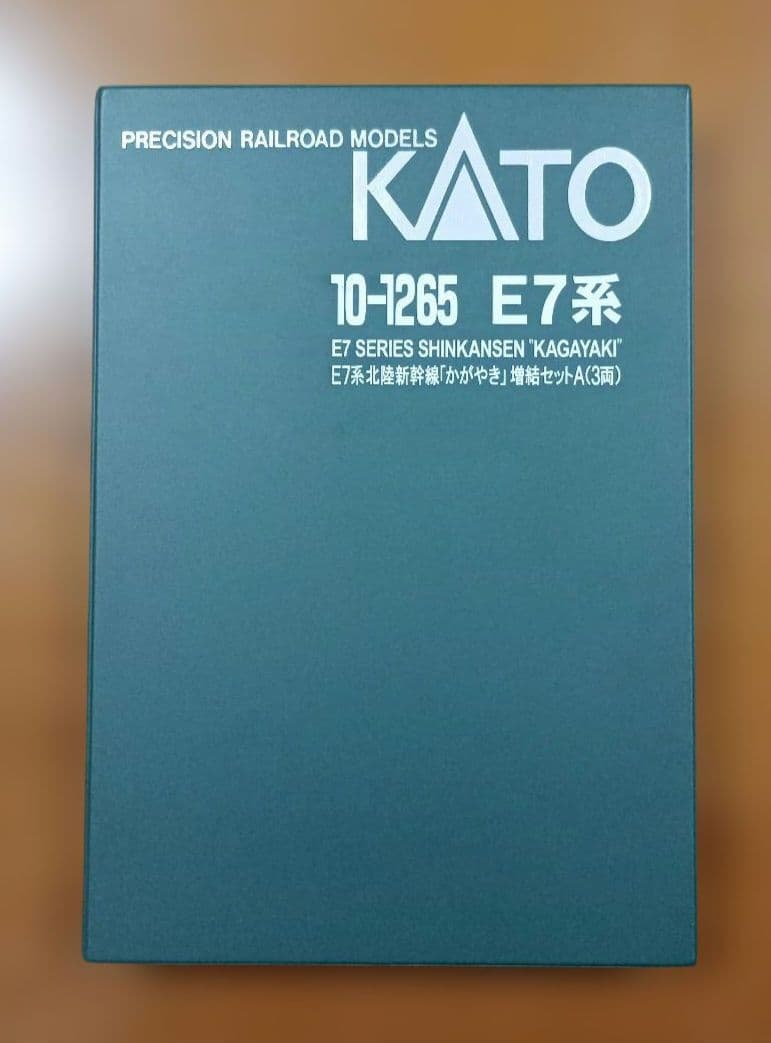 PRECISION RAILROAD MODELS
KATO
10-1265 E7系
E7 SERIES SHINKANSEN "KAGAYAKI"
E7系北陸新幹線「かがやき」増結セットA(3両)